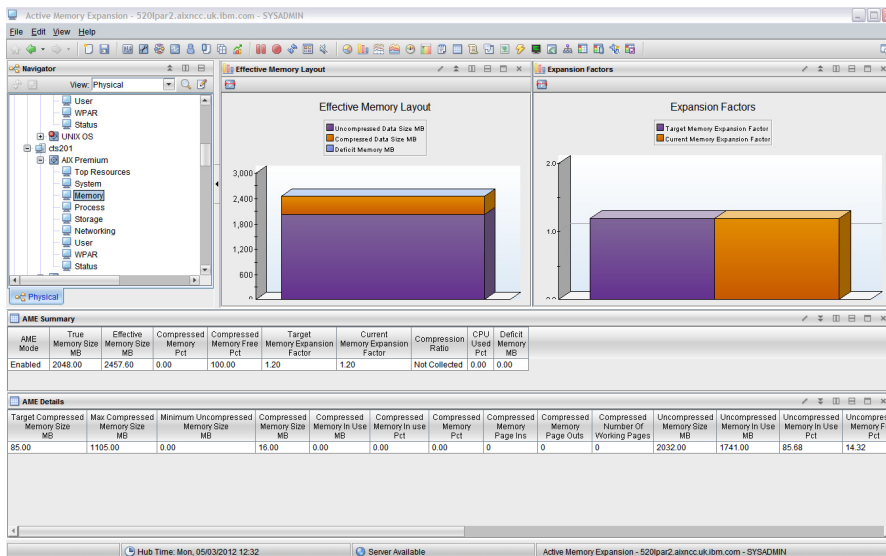 Active Memory Expansion - 520lpar2.aixncc.uk.ibm.com - SYSADMIN
File Edit View Help
Navigator
View: Physical
User
WPAR
Status
UNIX OS
cts201
AIX Premium
Top Resources
System
Memory
Process
Storage
Networking
User
WPAR
Status
Physical
Effective Memory Layout
Effective Memory Layout
Uncompressed Data Size MB
Compressed Data Size MB
Deficit Memory MB
3,000
2,400
1,800
1,200
600
0
Expansion Factors
Expansion Factors
Target Memory Expansion Factor
Current Memory Expansion Factor
2.0
1.0
0.0
AME Summary
AME Mode True Memory Size MB Effective Memory Size MB Compressed Memory Pct Compressed Memory Free Pct Target Memory Expansion Factor Current Memory Expansion Factor Compression Ratio CPU Used Pct Deficit Memory MB
Enabled 2048.00 2457.60 0.00 100.00 1.20 1.20 Not Collected 0.00 0.00
AME Details
Target Compressed Memory Size MB Max Compressed Memory Size MB Minimum Uncompressed Memory Size MB Compressed Memory Size MB Compressed Memory In Use MB Compressed Memory In use Pct Compressed Memory Pct Compressed Memory Page Ins Compressed Memory Page Outs Compressed Number Of Working Pages Uncompressed Memory Size MB Uncompressed Memory In Use MB Uncompressed Memory In Use Pct Uncompres Memory F Pct
85.00 1105.00 0.00 16.00 0.00 0.00 0.00 0 0 0 2032.00 1741.00 85.68 14.32
Hub Time: Mon, 05/03/2012 12:32
Server Available
Active Memory Expansion - 520lpar2.aixncc.uk.ibm.com - SYSADMIN